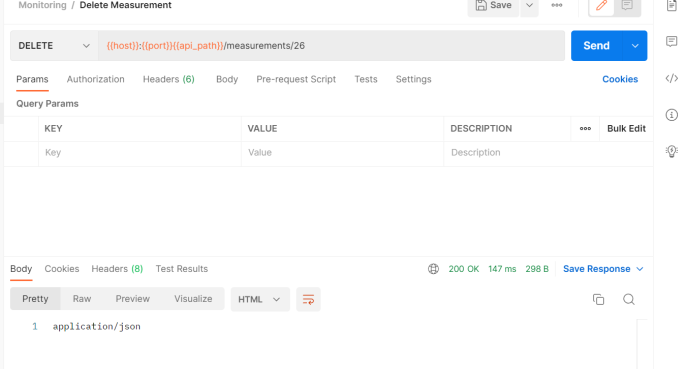 Monitoring / Delete Measurement
Save
DELETE {{host}}:{{port}}{{api_path}}/measurements/26 Send
Params Authorization Headers (6) Body Pre-request Script Tests Settings Cookies
Query Params
KEY VALUE DESCRIPTION Bulk Edit
Key Value Description
Body Cookies Headers (8) Test Results 200 OK 147 ms 298 B Save Response
Pretty Raw Preview Visualize HTML
1 application/json